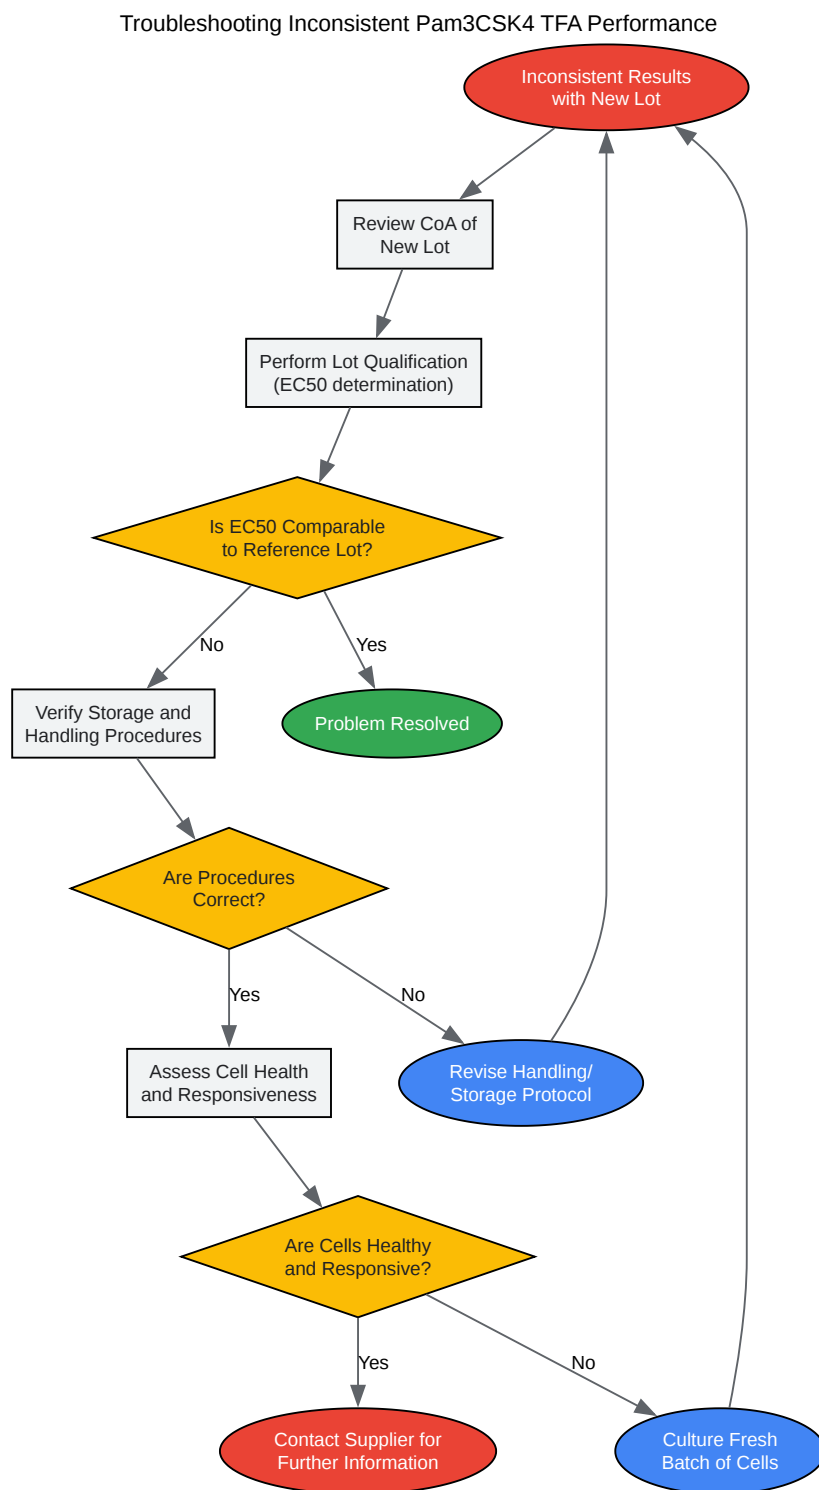 Troubleshooting Inconsistent Pam3CSK4 TFA Performance
Inconsistent Results
with New Lot
Review CoA of
New Lot
Perform Lot Qualification
(EC50 determination)
Is EC50 Comparable
to Reference Lot?
No
Yes
Verify Storage and
Handling Procedures
Problem Resolved
Are Procedures
Correct?
Yes
No
Assess Cell Health
and Responsiveness
Revise Handling/
Storage Protocol
Are Cells Healthy
and Responsive?
Yes
No
Contact Supplier for
Further Information
Culture Fresh
Batch of Cells